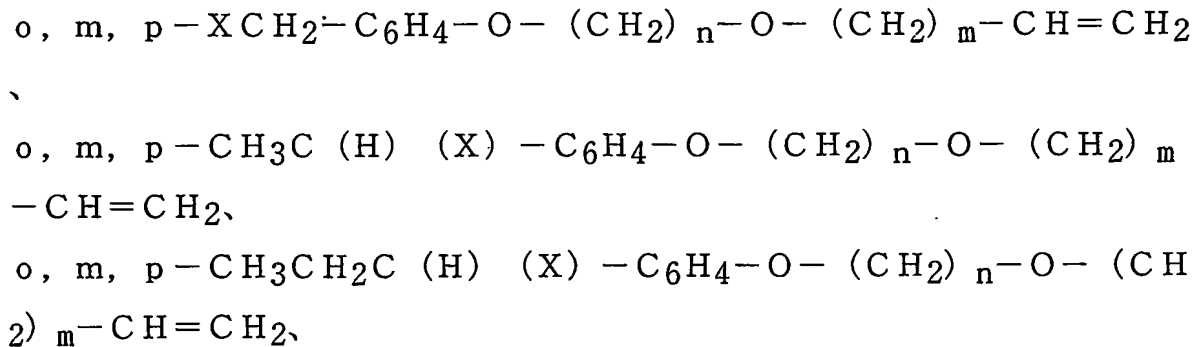 o, m, p-XCH₂-C₆H₄-O-(CH₂)ₙ-O-(CH₂)ₘ-CH=CH₂
、
o, m, p-CH₃C(H)(X)-C₆H₄-O-(CH₂)ₙ-O-(CH₂)ₘ
-CH=CH₂、
o, m, p-CH₃CH₂C(H)(X)-C₆H₄-O-(CH₂)ₙ-O-(CH
₂)ₘ-CH=CH₂、